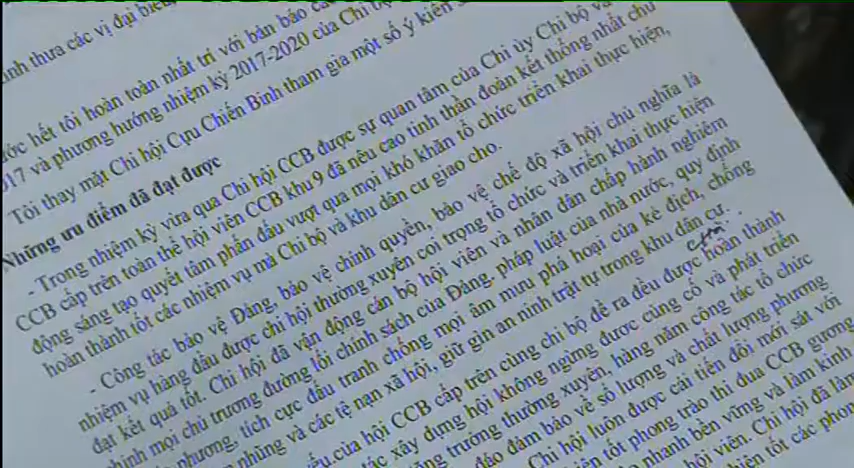 ính thưa các vị đại biểu,
ước hết tôi hoàn toàn nhất trí với bản báo cá
017 và phương hướng nhiệm kỳ 2017-2020 của Chi bộ
Tôi thay mặt Chi hội Cựu Chiến Binh tham gia một số ý kiến
Những ưu điểm đã đạt được
- Trong nhiệm kỳ vừa qua Chi hội CCB được sự quan tâm của Chi ủy Chi bộ và
CCB cấp trên toàn thể hội viên CCB khu 9 đã nêu cao tinh thần đoàn kết thống nhất chủ
động sáng tạo quyết tâm phấn đấu vượt qua mọi khó khăn tổ chức triển khai thực hiện,
hoàn thành tốt các nhiệm vụ mà Chi bộ và khu dân cư giao cho.
- Công tác bảo vệ Đảng, bảo vệ chính quyền, bảo vệ chế độ xã hội chủ nghĩa là
nhiệm vụ hàng đầu được chi hội thường xuyên coi trọng tổ chức và triển khai thực hiện
đạt kết quả tốt. Chi hội đã vận động cán bộ hội viên và nhân dân chấp hành nghiêm
chỉnh mọi chủ trương đường lối chính sách của Đảng, pháp luật của nhà nước, quy định
phương, tích cực đấu tranh chống mọi âm mưu phá hoại của kẻ địch, chống
nhũng và các tệ nạn xã hội, giữ gìn an ninh trật tự trong khu dân cư.
của hội CCB cấp trên cùng chi bộ đề ra đều được hoàn thành
tác xây dựng hội không ngừng được củng cố và phát triển
trưởng thường xuyên, hàng năm công tác tổ chức
đảo đảm bảo về số lượng và chất lượng phương
Chi hội luôn được cải tiến đổi mới sát với
tốt phong trào thi đua CCB gương
nhanh bền vững và làm kinh
hội viên. Chi hội đã làm
tốt các phong